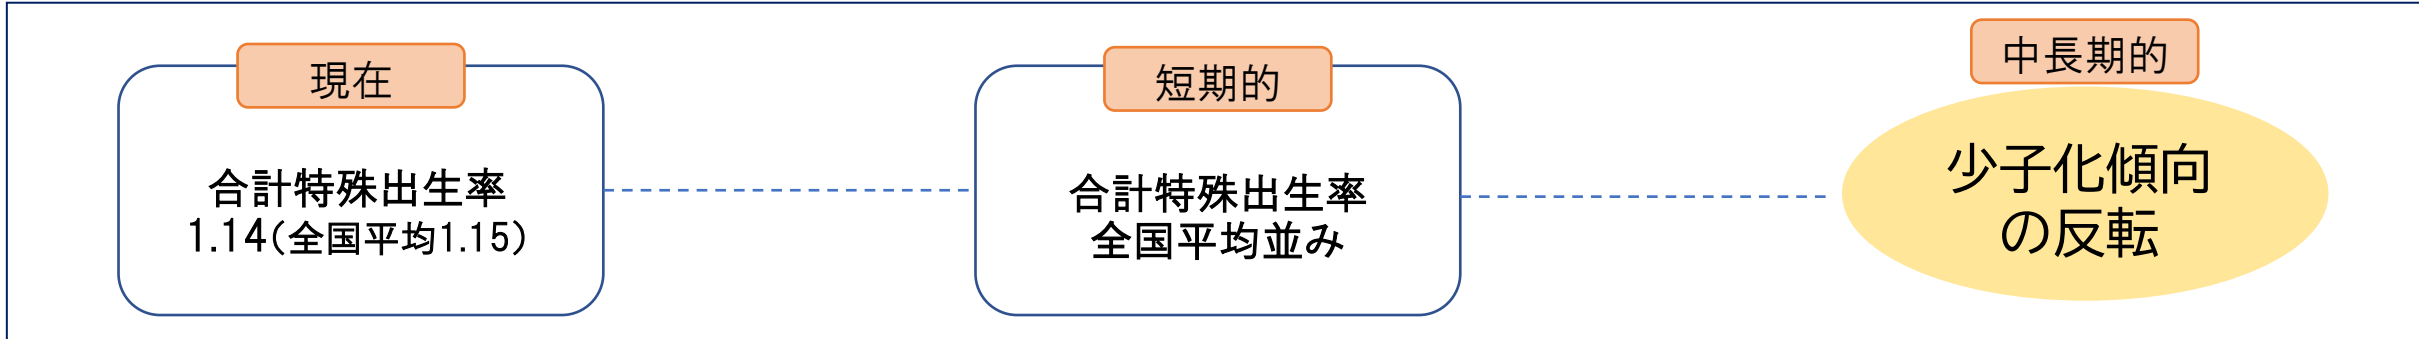 現在
合計特殊出生率
1.14(全国平均1.15)
短期的
合計特殊出生率
全国平均並み
中長期的
少子化傾向
の反転